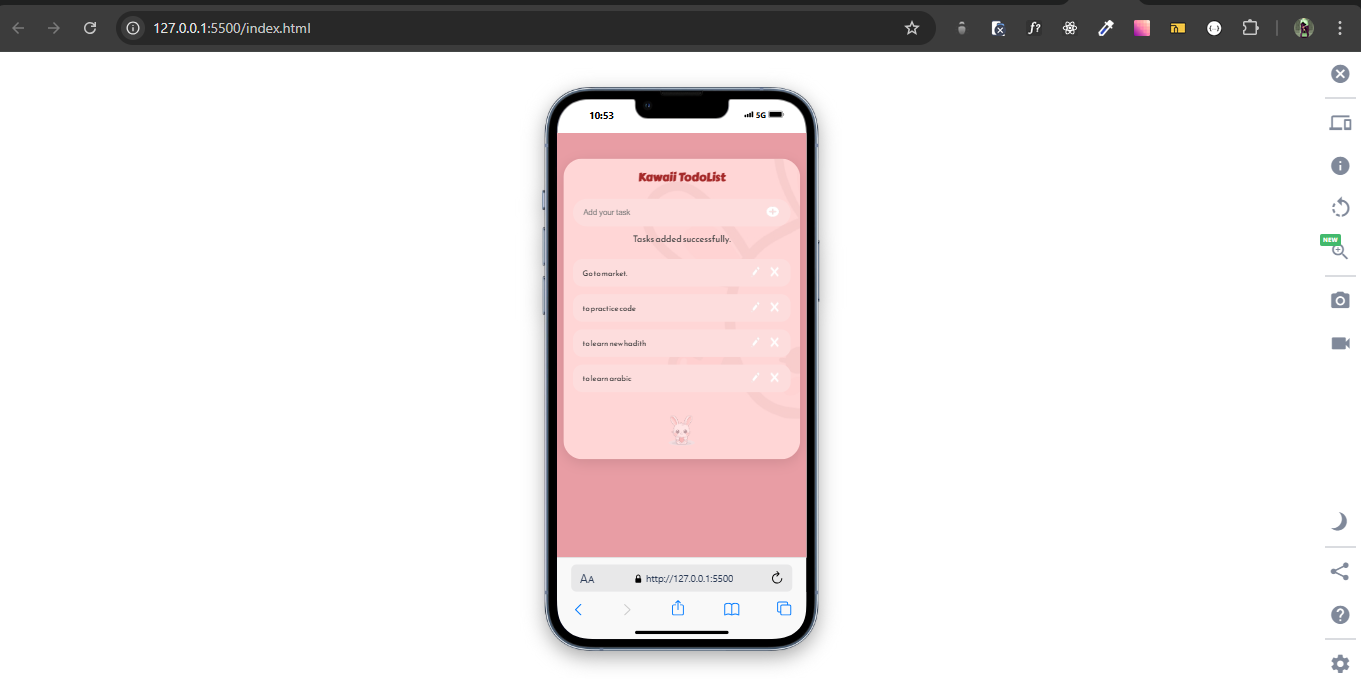 127.0.0.1:5500/index.html
f?
10:53
5G
Kawaii TodoList
Add your task
Tasks added successfully.
Go to market.
to practice code
to learn new hadith
to learn arabic
NEW
AA
http://127.0.0.1:5500